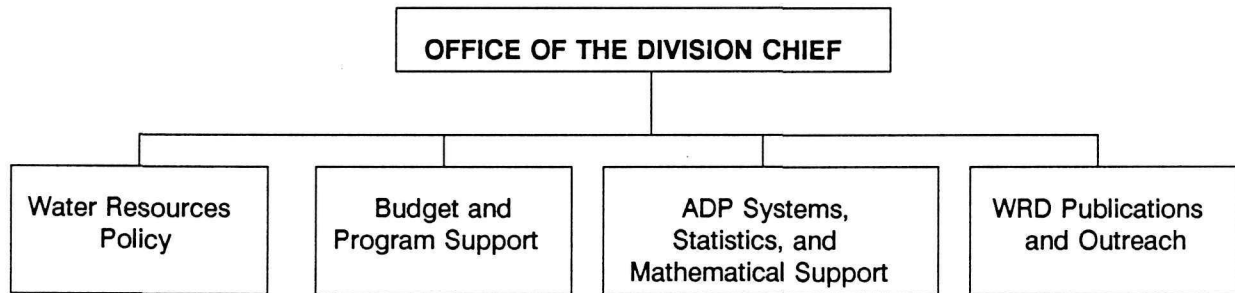 OFFICE OF THE DIVISION CHIEF
Water Resources
Policy
Budget and
Program Support
ADP Systems,
Statistics, and
Mathematical Support
WRD Publications
and Outreach